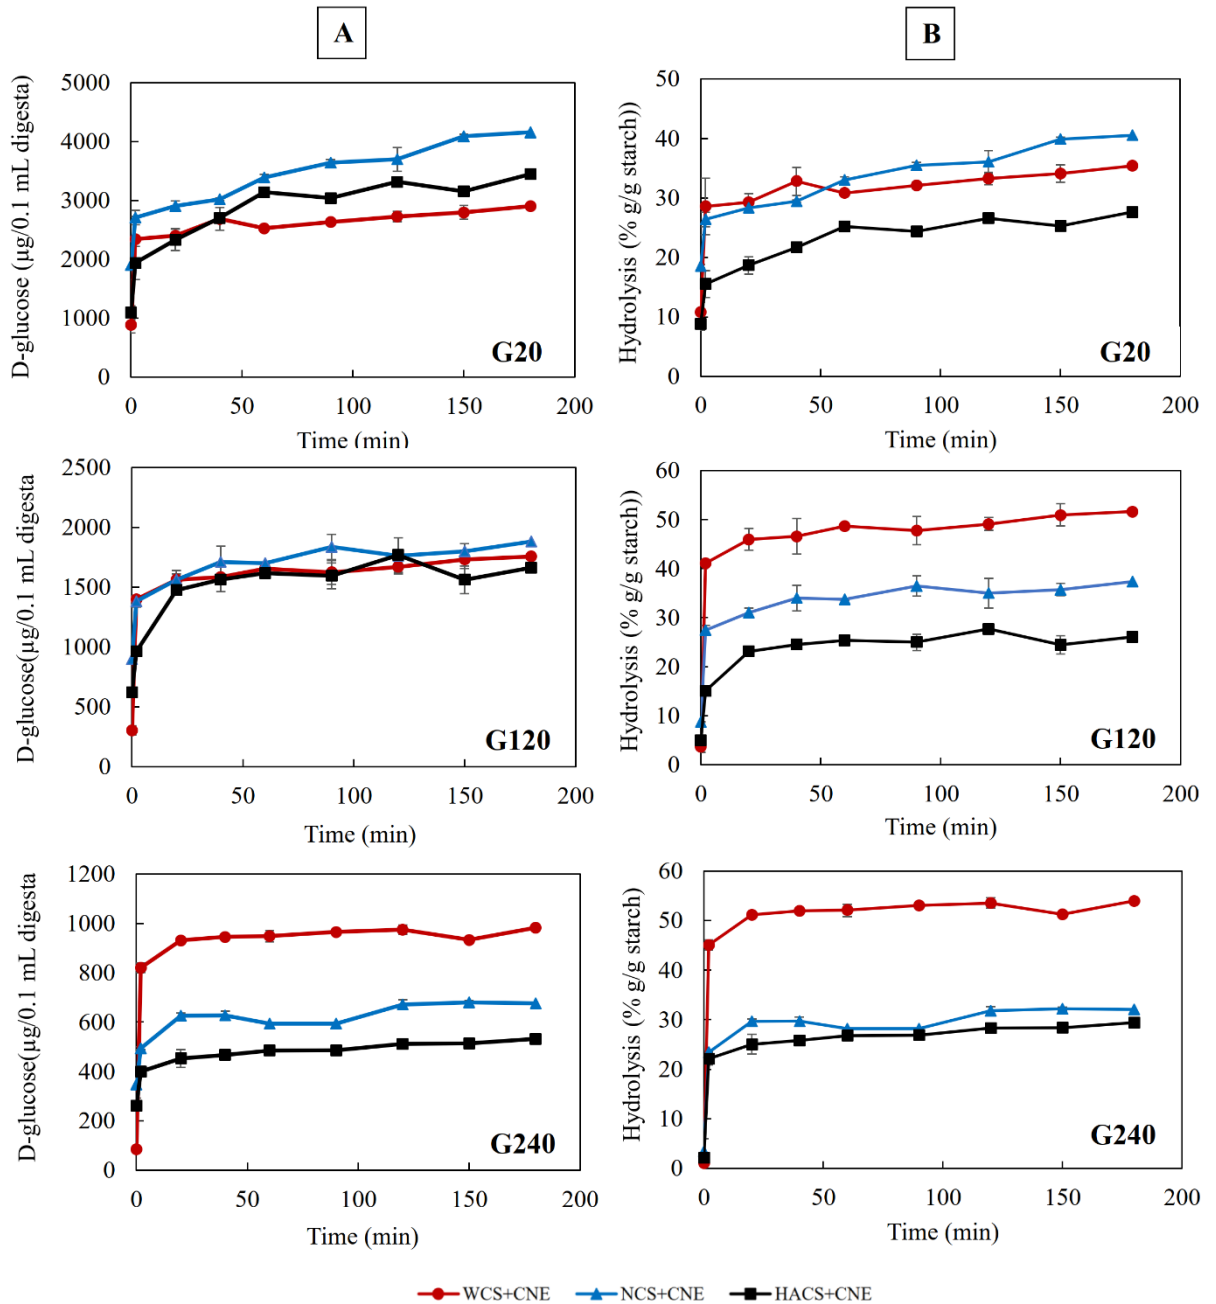 A
B
D-glucose (µg/0.1 mL digesta)
5000
4000
3000
2000
1000
0
G20
0 50 100 150 200
Time (min)
Hydrolysis (% g/g starch))
50
40
30
20
10
0
G20
0 50 100 150 200
Time (min)
D-glucose(µg/0.1 mL digesta
2500
2000
1500
1000
500
0
G120
0 50 100 150 200
Time (min)
Hydrolysis (% g/g starch))
60
50
40
30
20
10
0
G120
0 50 100 150 200
Time (min)
D-glucose(µg/0.1 mL digesta
1200
1000
800
600
400
200
0
G240
0 50 100 150 200
Time (min)
Hydrolysis (% g/g starch))
60
50
40
30
20
10
0
G240
0 50 100 150 200
Time (min)
WCS+CNE NCS+CNE HACS+CNE